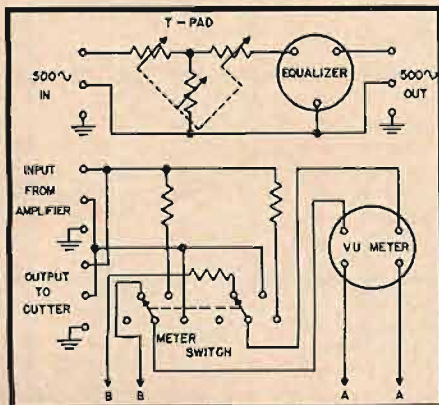 T-PAD
500∿
IN
EQUALIZER
500∿
OUT
INPUT
FROM
AMPLIFIER
OUTPUT
TO
CUTTER
VU METER
METER
SWITCH
B B A A